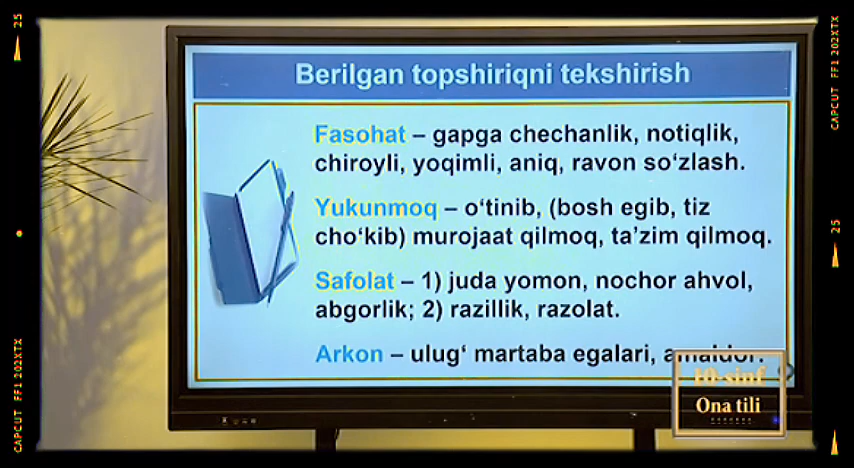 25
25
CAPCUT FF1 202XTX
Berilgan topshiriqni tekshirish
Fasohat – gapga chechanlik, notiqlik,
chiroyli, yoqimli, aniq, ravon so‘zlash.
Yukunmoq – o‘tinib, (bosh egib, tiz
cho‘kib) murojaat qilmoq, ta’zim qilmoq.
Safolat – 1) juda yomon, nochor ahvol,
abgorlik; 2) razillik, razolat.
Arkon – ulug‘ martaba egalari, amaldor.
10-sinf
Ona tili
CAPCUT FF1 202XTX